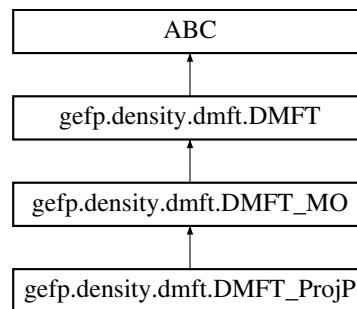 ABC
gefp.density.dmft.DMFT
gefp.density.dmft.DMFT_MO
gefp.density.dmft.DMFT_ProjP